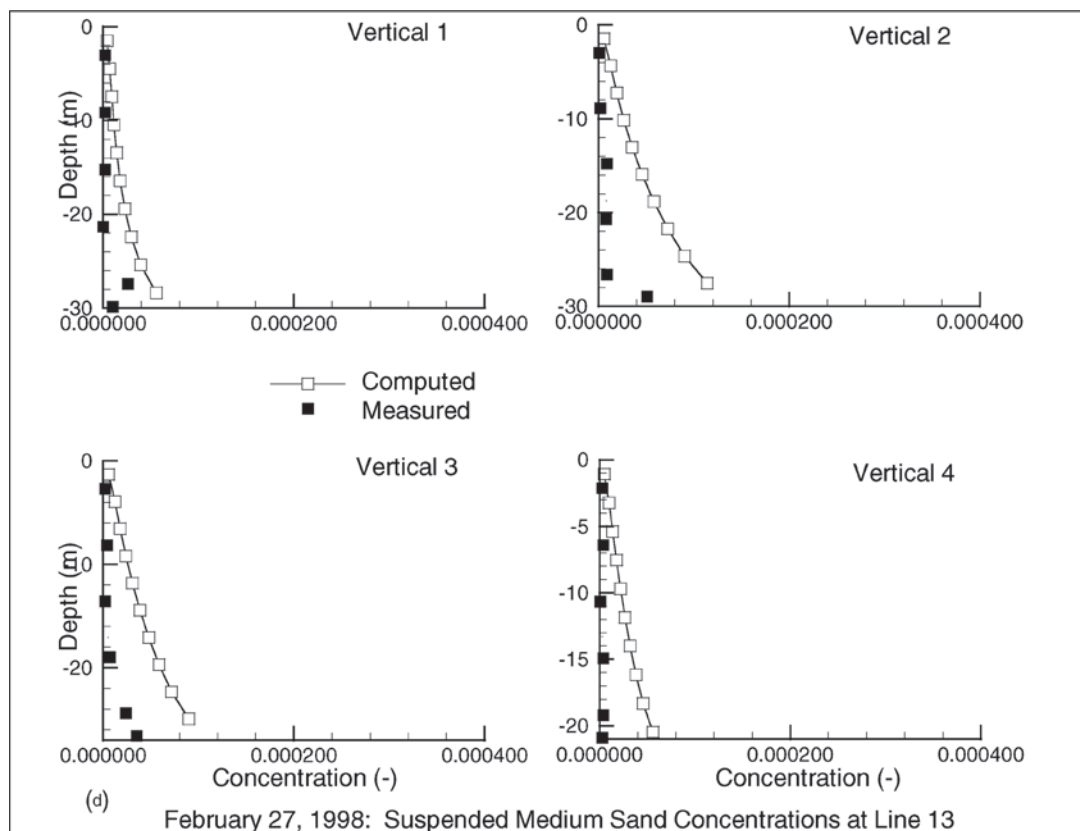 Vertical 1
0
-10
-20
-30
Depth (m)
0.000000
0.000200
0.000400
Vertical 2
0
-10
-20
-30
0.000000
0.000200
0.000400
Computed
Measured
Vertical 3
0
-10
-20
Depth (m)
0.000000
0.000200
0.000400
Concentration (-)
Vertical 4
0
-5
-10
-15
-20
0.000000
0.000200
0.000400
Concentration (-)
(d)
February 27, 1998: Suspended Medium Sand Concentrations at Line 13